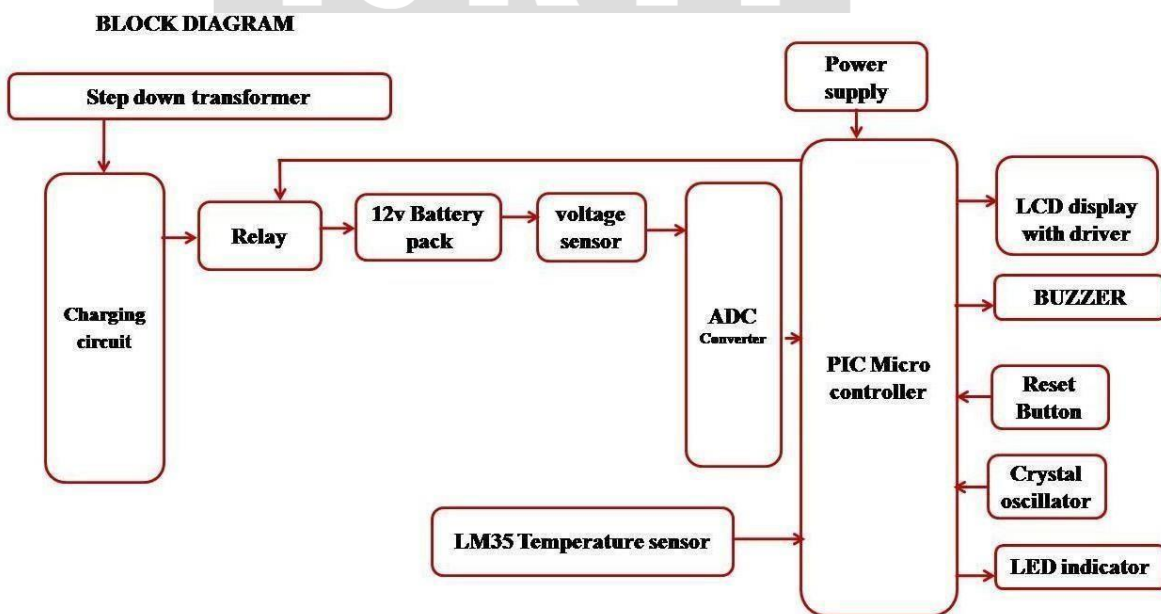 BLOCK DIAGRAM
Step down transformer
Power
supply
Charging
circuit
Relay
12v Battery
pack
voltage
sensor
ADC
Converter
PIC Micro
controller
LCD display
with driver
BUZZER
Reset
Button
Crystal
oscillator
LM35 Temperature sensor
LED indicator